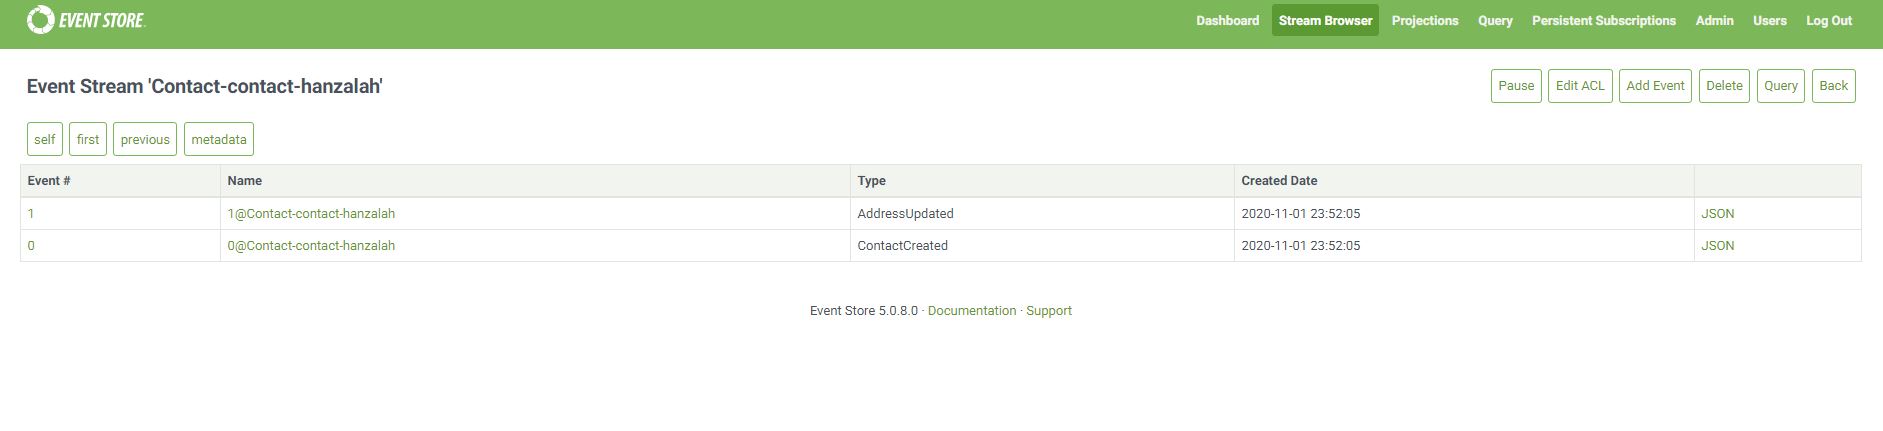 EVENT STORE
Dashboard Stream Browser Projections Query Persistent Subscriptions Admin Users Log Out
Event Stream 'Contact-contact-hanzalah'
Pause Edit ACL Add Event Delete Query Back
self first previous metadata
Event # Name Type Created Date
1 1@Contact-contact-hanzalah AddressUpdated 2020-11-01 23:52:05 JSON
0 0@Contact-contact-hanzalah ContactCreated 2020-11-01 23:52:05 JSON
Event Store 5.0.8.0 · Documentation · Support